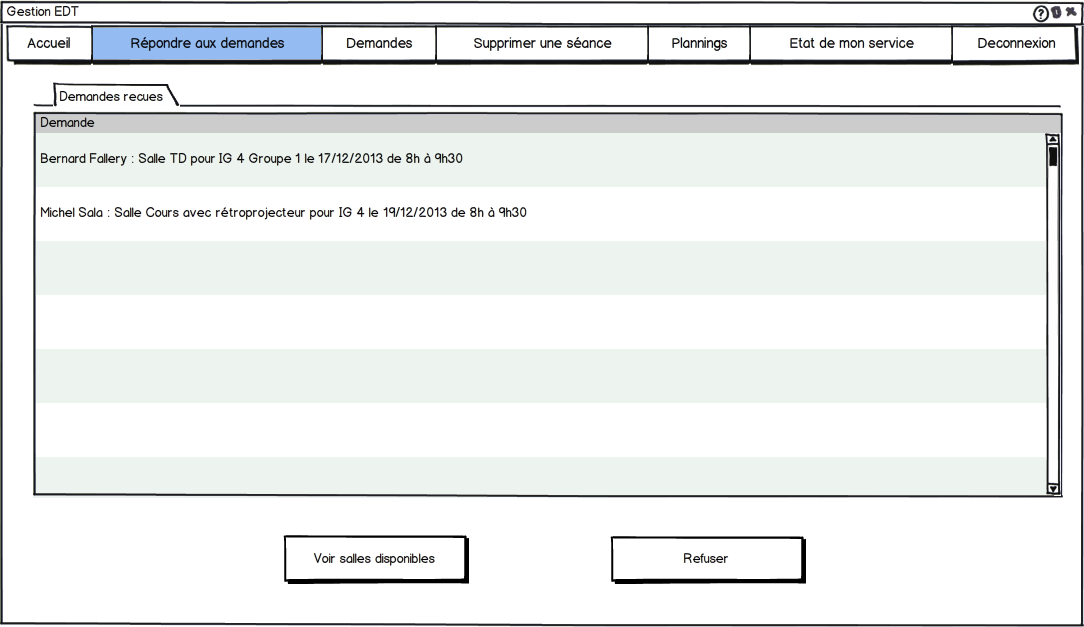 Gestion EDT
Accueil Répondre aux demandes Demandes Supprimer une séance Plannings Etat de mon service Deconnexion
Demandes recues
Demande
Bernard Fallery : Salle TD pour IG 4 Groupe 1 le 17/12/2013 de 8h à 9h30
Michel Sala : Salle Cours avec rétroprojecteur pour IG 4 le 19/12/2013 de 8h à 9h30
Voir salles disponibles Refuser